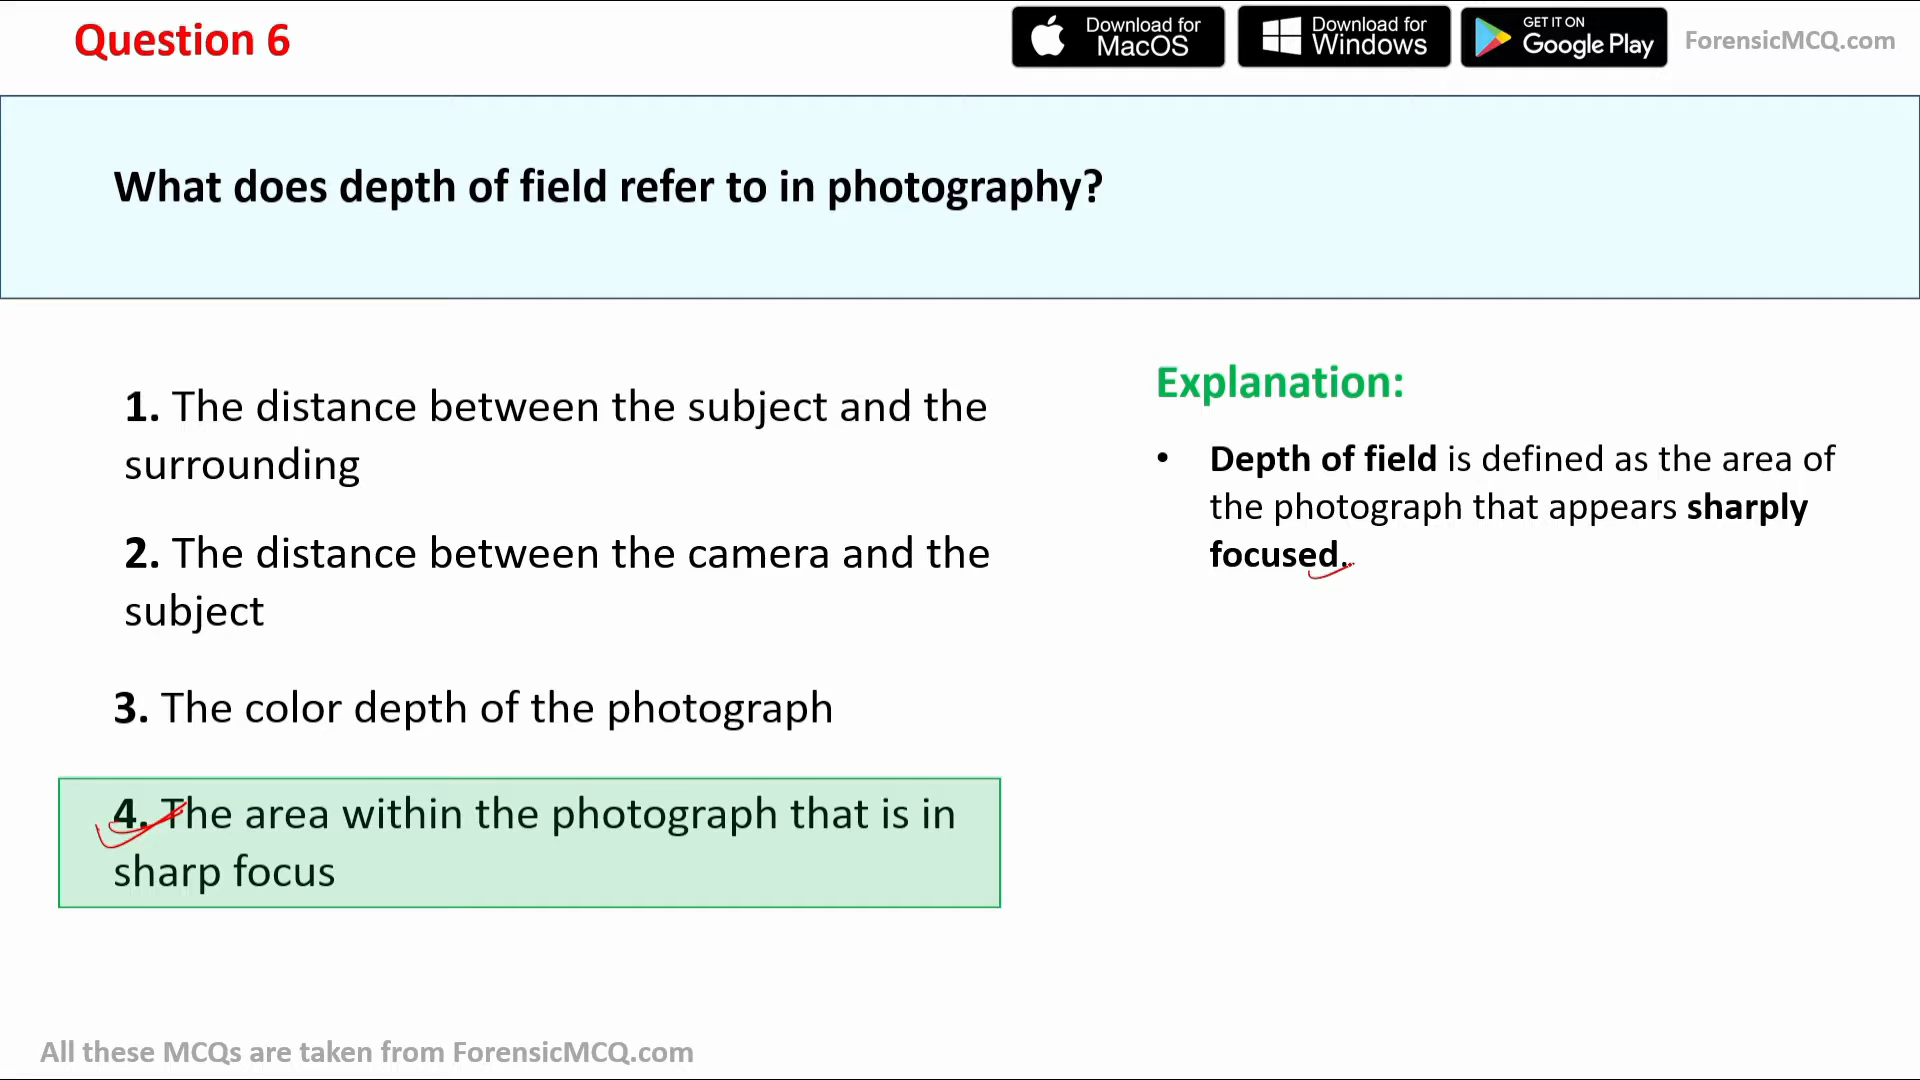 Question 6
Download for
MacOS
Download for
Windows
GET IT ON
Google Play
ForensicMCQ.com
What does depth of field refer to in photography?
1. The distance between the subject and the
surrounding
2. The distance between the camera and the
subject
3. The color depth of the photograph
4. The area within the photograph that is in
sharp focus
Explanation:
• Depth of field is defined as the area of
the photograph that appears sharply
focused.
All these MCQs are taken from ForensicMCQ.com